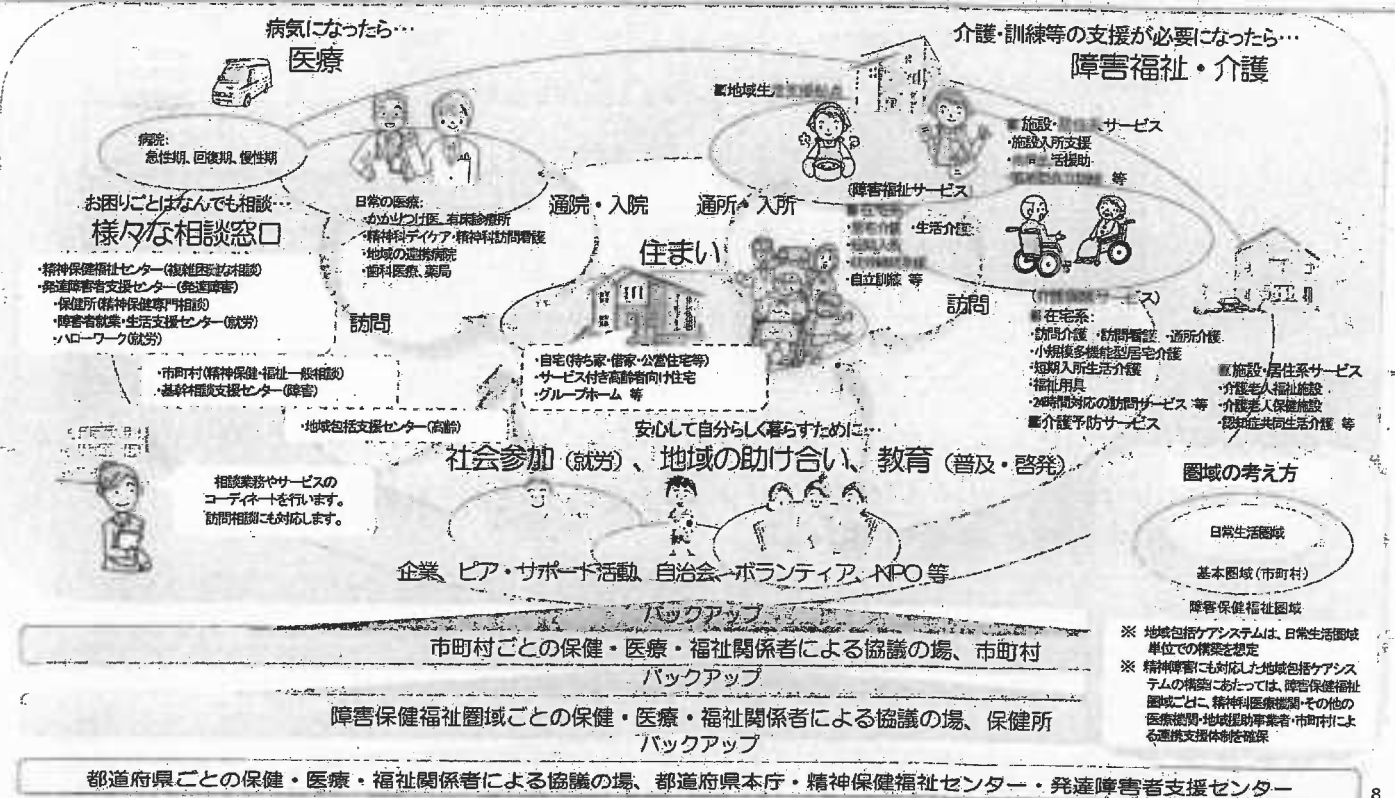 病気になったら…
医療
介護・訓練等の支援が必要になったら…
障害福祉・介護
病院:
急性期、回復期、慢性期
■地域生
■施設・サービス
・施設入所支援
活援助
等
お困りごとはなんでも相談…
様々な相談窓口
・精神保健福祉センター(複雑困難な相談)
・発達障害者支援センター(発達障害)
・保健所(精神保健専門相談)
・障害者就業・生活支援センター(就労)
・ハローワーク(就労)
・市町村(精神保健・福祉一般相談)
・基幹相談支援センター(障害)
・地域包括支援センター(高齢)
日常の医療:
・かかりつけ医、有床診療所
・精神科デイケア・精神科訪問看護
・地域の連携病院
・歯科医療、薬局
通院・入院
通所・入所
住まい
訪問
訪問
(障害福祉サービス)
・生活介護
・自立訓練 等
・自宅(持ち家・借家・公営住宅等)
・サービス付き高齢者向け住宅
・グループホーム 等
■在宅系:
・訪問介護 ・訪問看護 ・通所介護
・小規模多機能型居宅介護
・短期入所生活介護
・福祉用具
・24時間対応の訪問サービス 等
■介護予防サービス
■施設・居住系サービス
・介護老人福祉施設
・介護老人保健施設
・認知症共同生活介護 等
安心して自分らしく暮らすために…
社会参加(就労)、地域の助け合い、教育(普及・啓発)
相談業務やサービスの
コーディネートを行います。
訪問相談にも対応します。
企業、ピア・サポート活動、自治会、ボランティア、NPO 等
圏域の考え方
日常生活圏域
基本圏域(市町村)
障害保健福祉圏域
※ 地域包括ケアシステムは、日常生活圏域
単位での構築を想定
※ 精神障害にも対応した地域包括ケアシス
テムの構築にあたっては、障害保健福祉
圏域ごとに、精神科医療機関・その他の
医療機関・地域援助事業者・市町村によ
る連携支援体制を確保
バックアップ
市町村ごとの保健・医療・福祉関係者による協議の場、市町村
バックアップ
障害保健福祉圏域ごとの保健・医療・福祉関係者による協議の場、保健所
バックアップ
都道府県ごとの保健・医療・福祉関係者による協議の場、都道府県本庁・精神保健福祉センター・発達障害者支援センター
8